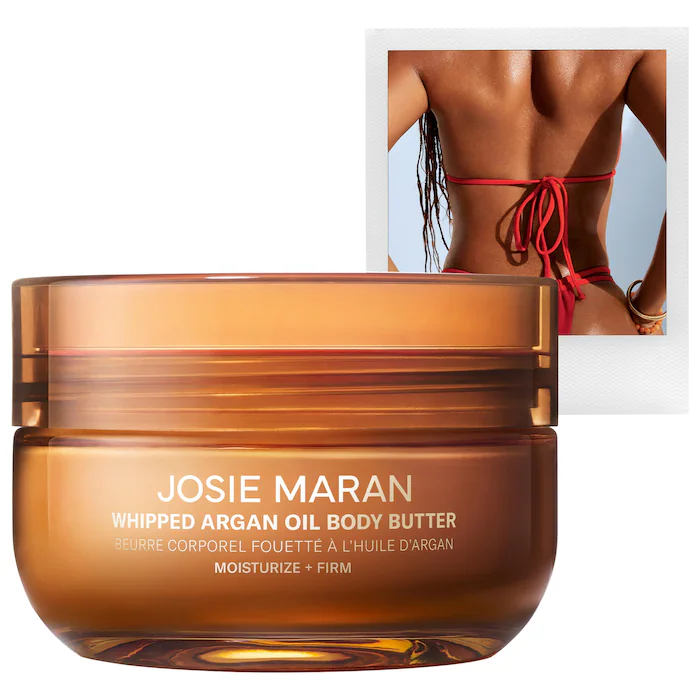 JOSIE MARAN
WHIPPED ARGAN OIL BODY BUTTER
BEURRE CORPOREL FOUETTÉ À L'HUILE D'ARGAN
MOISTURIZE + FIRM